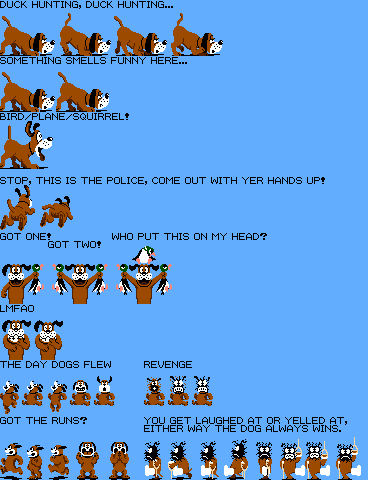 DUCK HUNTING, DUCK HUNTING...
SOMETHING SMELLS FUNNY HERE...
BIRD/PLANE/SQUIRREL!
STOP, THIS IS THE POLICE, COME OUT WITH YER HANDS UP!
GOT ONE!
GOT TWO!
WHO PUT THIS ON MY HEAD?
LMFAO
THE DAY DOGS FLEW
REVENGE
GOT THE RUNS?
YOU GET LAUGHED AT OR YELLED AT,
EITHER WAY THE DOG ALWAYS WINS.